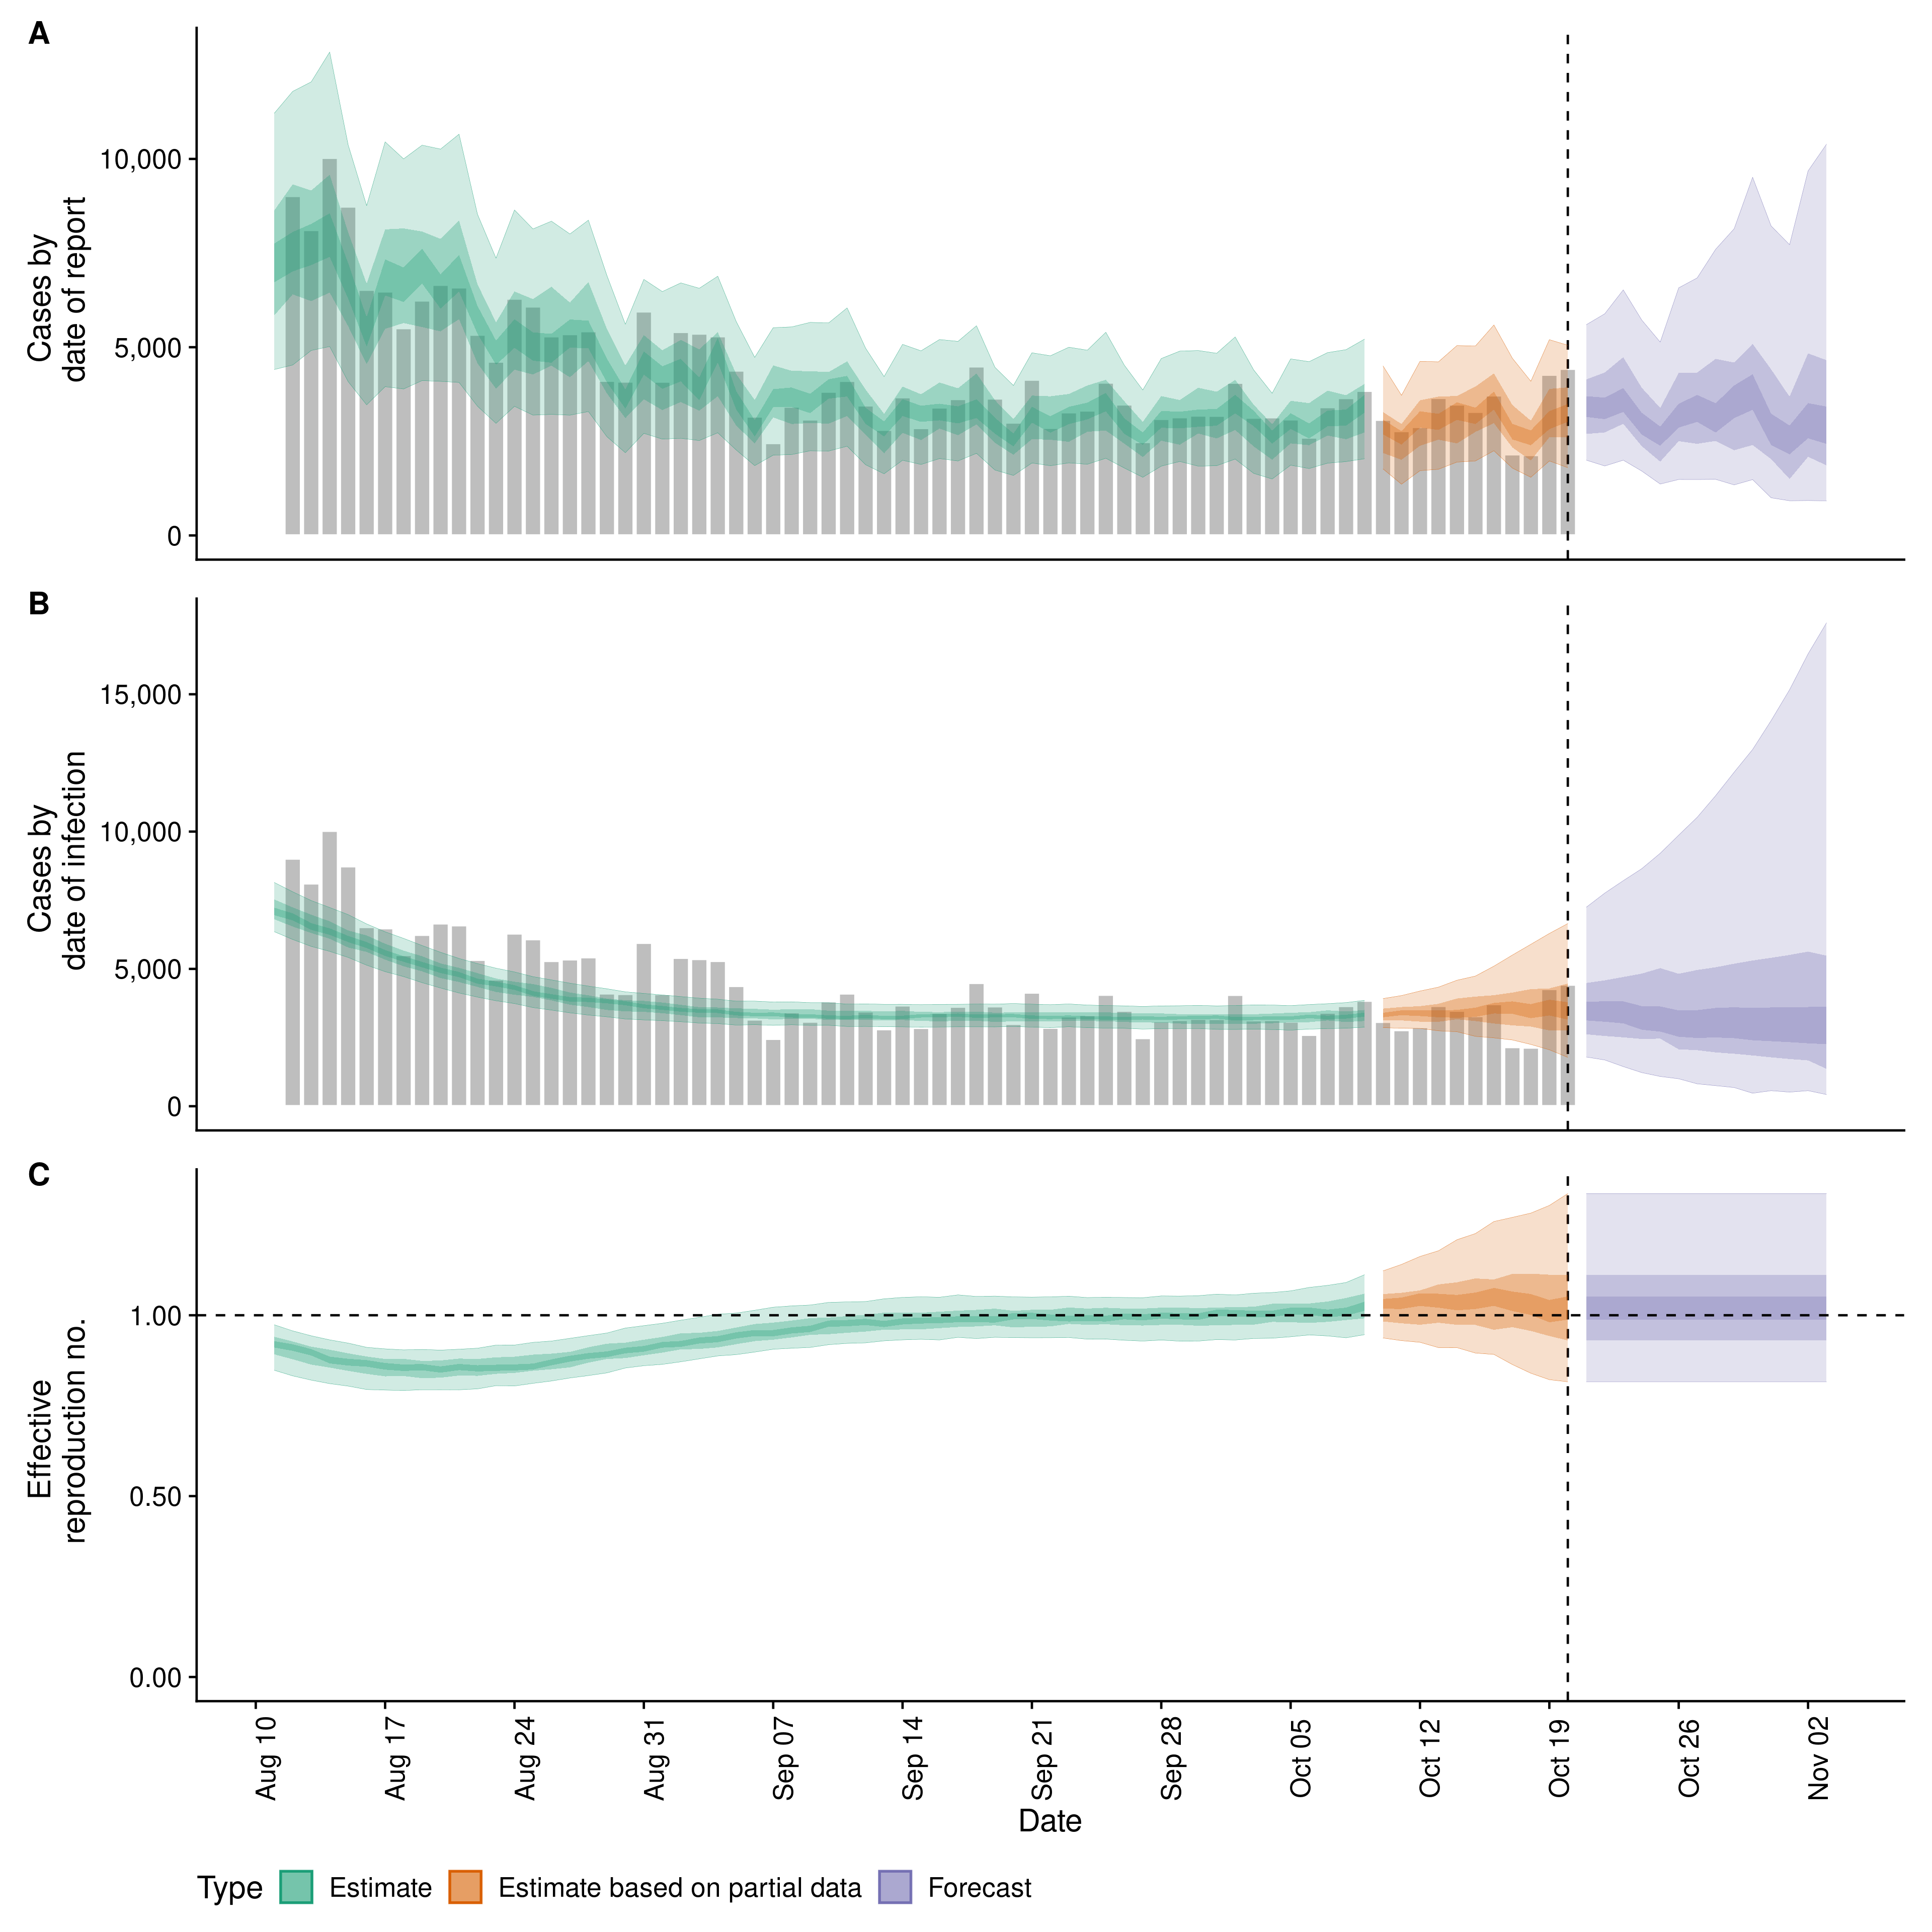 A
Cases by
date of report
10,000
5,000
0
B
Cases by
date of infection
15,000
10,000
5,000
0
C
Effective
reproduction no.
1.00
0.50
0.00
Aug 10
Aug 17
Aug 24
Aug 31
Sep 07
Sep 14
Sep 21
Sep 28
Oct 05
Oct 12
Oct 19
Oct 26
Nov 02
Date
Type Estimate Estimate based on partial data Forecast